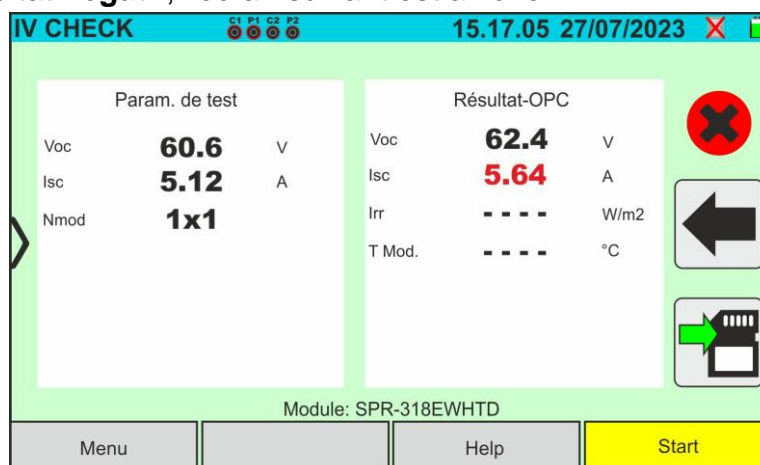 IV CHECK C1 P1 C2 P2 15.17.05 27/07/2023
Param. de test
Voc 60.6 V
Isc 5.12 A
Nmod 1x1
Résultat-OPC
Voc 62.4 V
Isc 5.64 A
Irr - - - - W/m2
T Mod. - - - - °C
Module: SPR-318EWHTD
Menu Help Start